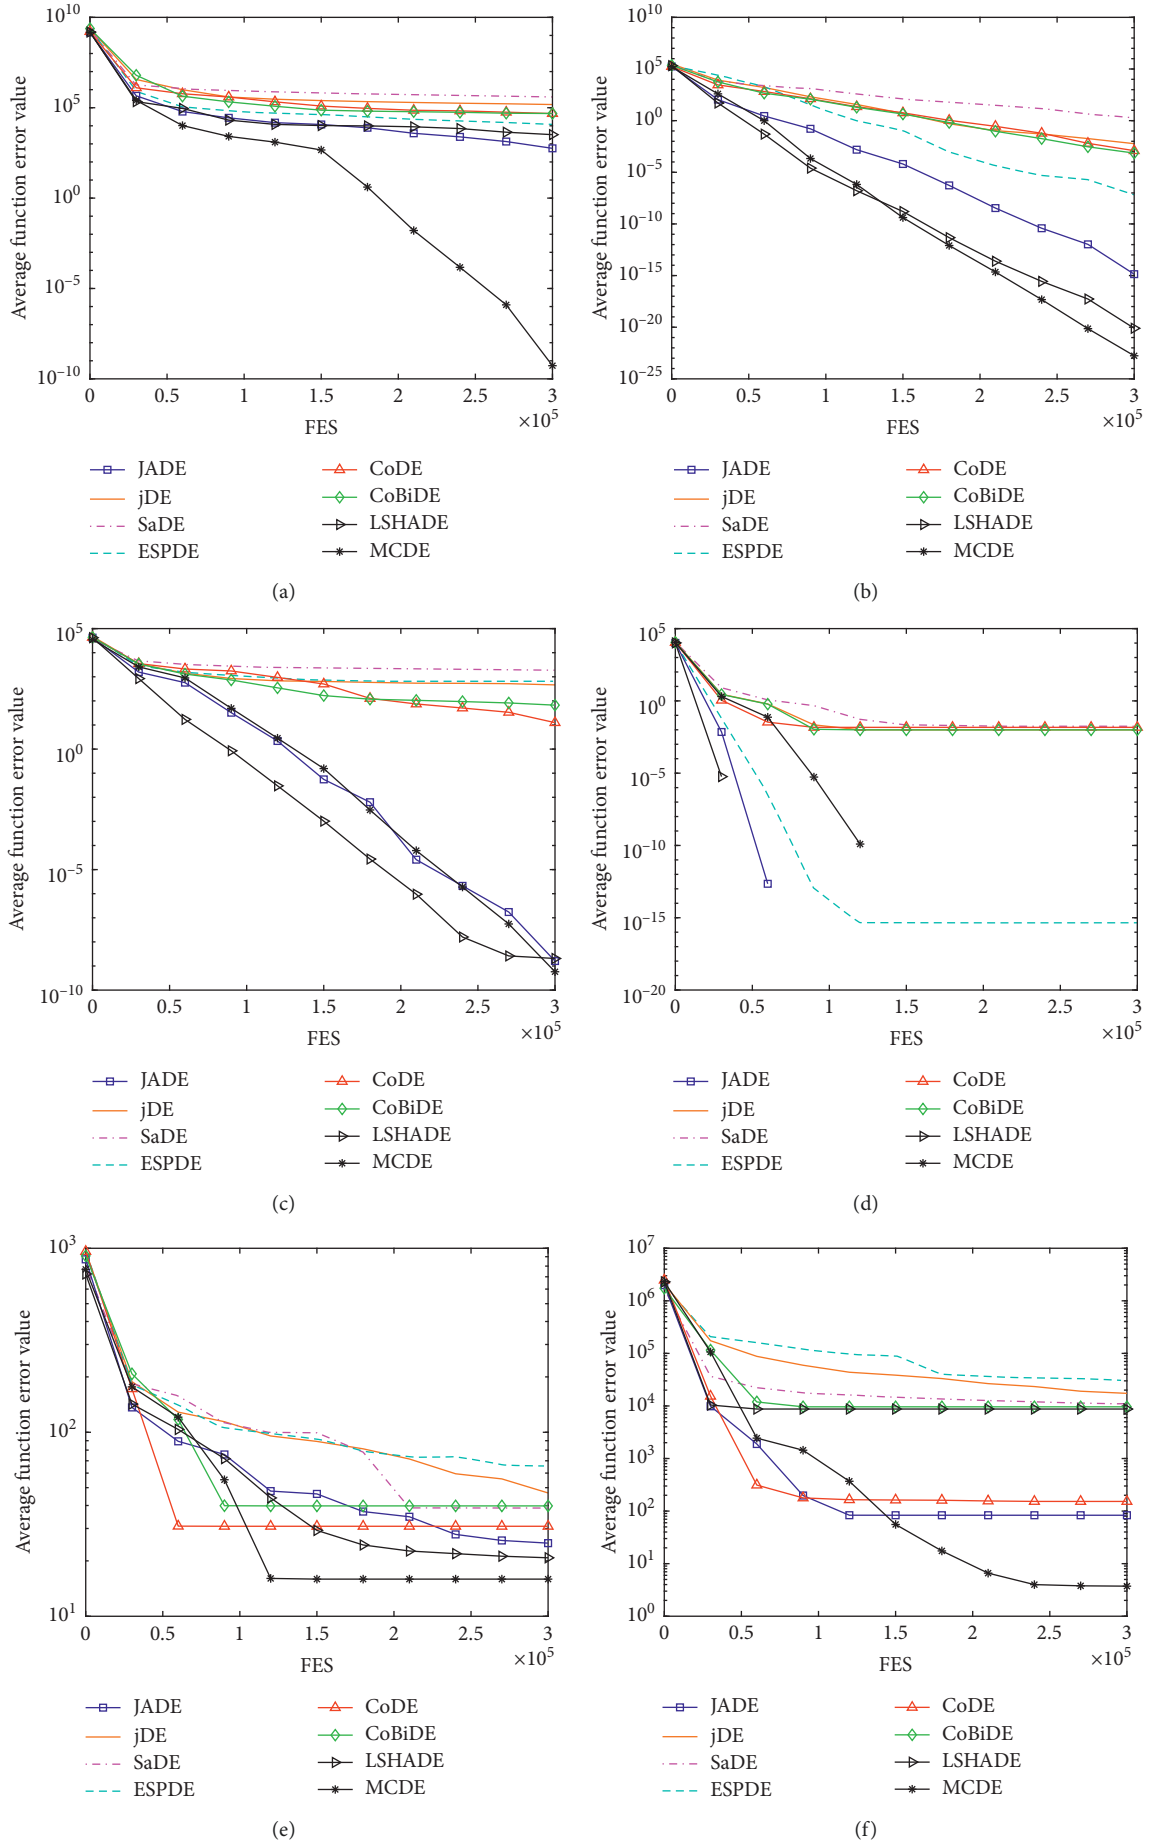 Average function error value
10^10
10^5
10^0
10^–5
10^–10
0 0.5 1 1.5 2 2.5 3
×10^5
FES
JADE
jDE
SaDE
ESPDE
CoDE
CoBiDE
LSHADE
MCDE
(a)
Average function error value
10^10
10^5
10^0
10^–5
10^–10
10^–15
10^–20
10^–25
0 0.5 1 1.5 2 2.5 3
×10^5
FES
JADE
jDE
SaDE
ESPDE
CoDE
CoBiDE
LSHADE
MCDE
(b)
Average function error value
10^5
10^0
10^–5
10^–10
0 0.5 1 1.5 2 2.5 3
×10^5
FES
JADE
jDE
SaDE
ESPDE
CoDE
CoBiDE
LSHADE
MCDE
(c)
Average function error value
10^5
10^0
10^–5
10^–10
10^–15
10^–20
0 0.5 1 1.5 2 2.5 3
×10^5
FES
JADE
jDE
SaDE
ESPDE
CoDE
CoBiDE
LSHADE
MCDE
(d)
Average function error value
10^3
10^2
10^1
0 0.5 1 1.5 2 2.5 3
×10^5
FES
JADE
jDE
SaDE
ESPDE
CoDE
CoBiDE
LSHADE
MCDE
(e)
Average function error value
10^7
10^6
10^5
10^4
10^3
10^2
10^1
10^0
0 0.5 1 1.5 2 2.5 3
×10^5
FES
JADE
jDE
SaDE
ESPDE
CoDE
CoBiDE
LSHADE
MCDE
(f)